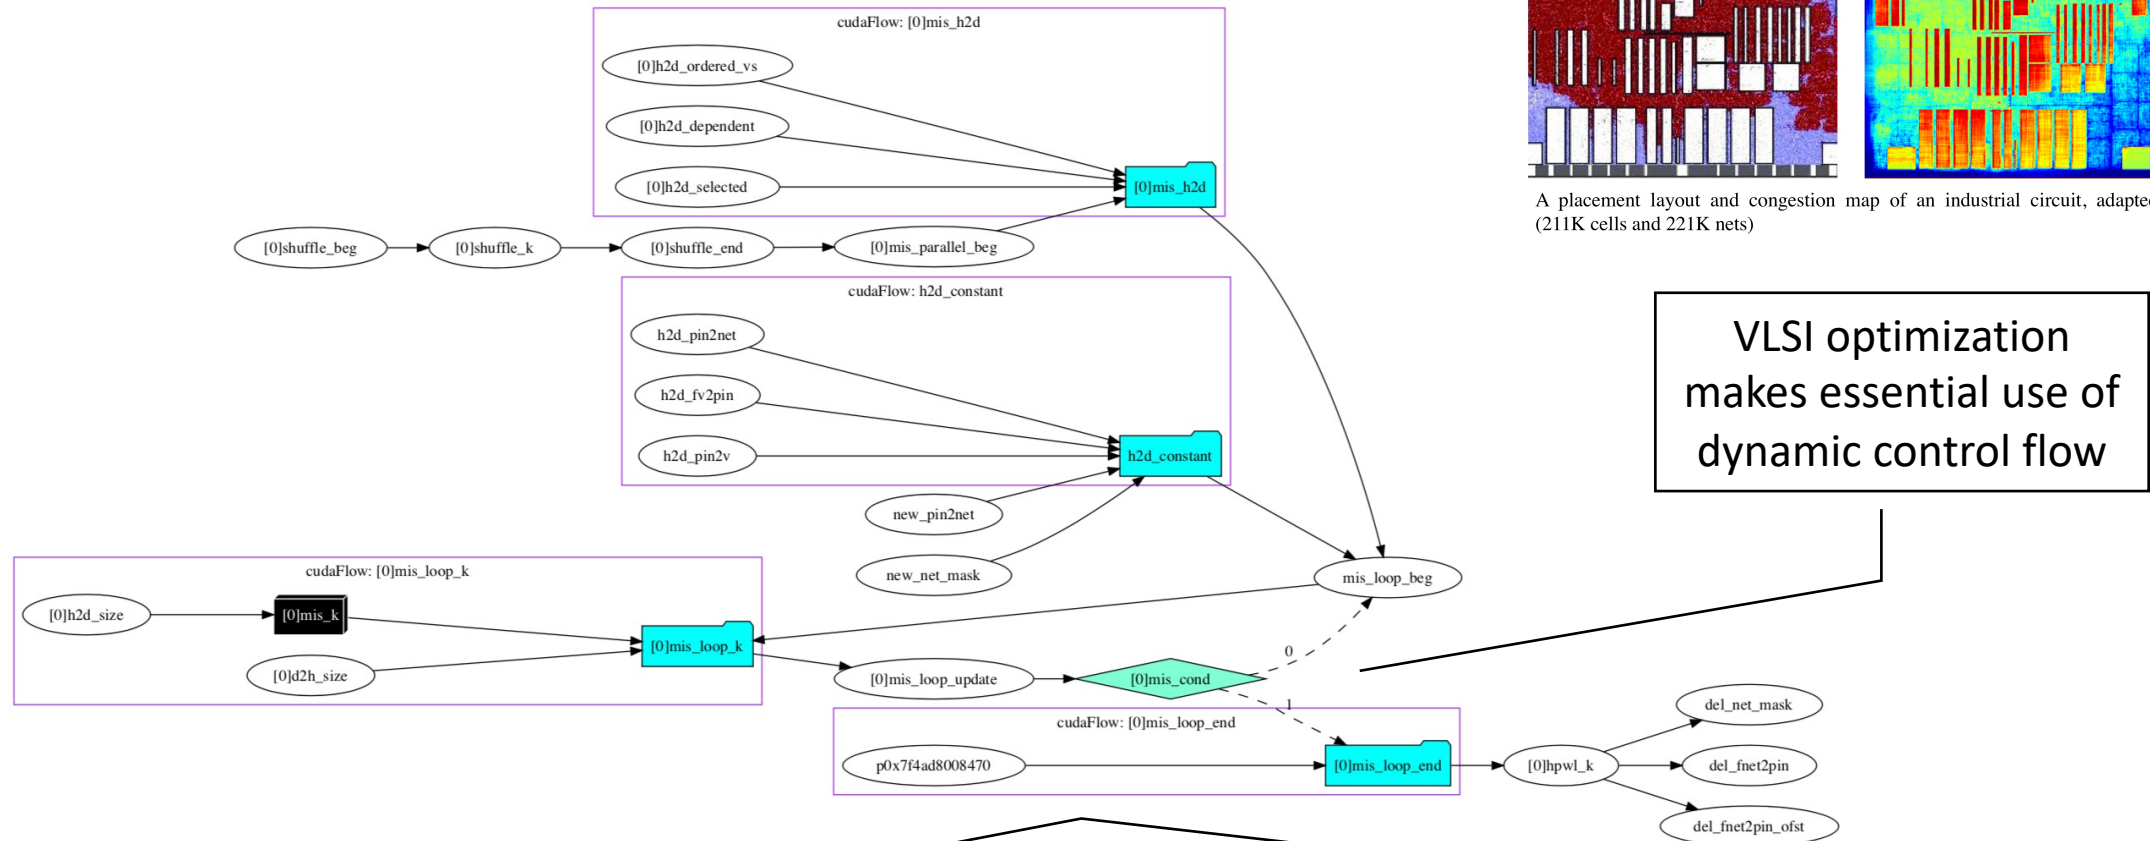 cudaFlow: [0]mis_h2d
[0]h2d_ordered_vs
[0]h2d_dependent
[0]h2d_selected
[0]mis_h2d
[0]shuffle_beg
[0]shuffle_k
[0]shuffle_end
[0]mis_parallel_beg
A placement layout and congestion map of an industrial circuit, adapted
(211K cells and 221K nets)
cudaFlow: h2d_constant
h2d_pin2net
h2d_fv2pin
h2d_pin2v
h2d_constant
new_pin2net
new_net_mask
VLSI optimization
makes essential use of
dynamic control flow
mis_loop_beg
cudaFlow: [0]mis_loop_k
[0]h2d_size
[0]mis_k
[0]d2h_size
[0]mis_loop_k
[0]mis_loop_update
[0]mis_cond
0
1
cudaFlow: [0]mis_loop_end
p0x7f4ad8008470
[0]mis_loop_end
[0]hpwl_k
del_net_mask
del_fnet2pin
del_fnet2pin_ofst